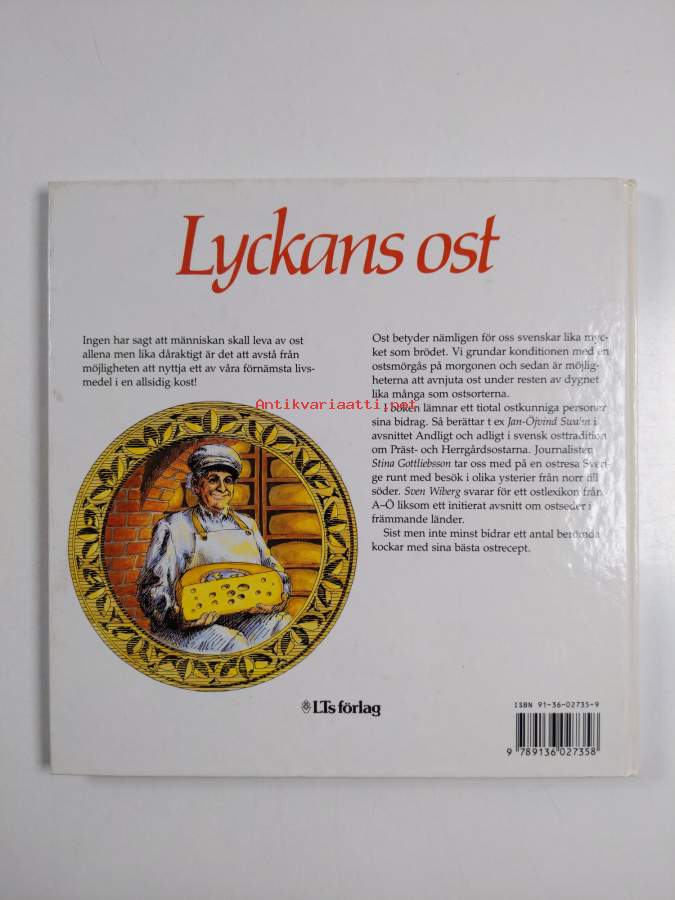 Lyckans ost
Ingen har sagt att människan skall leva av ost
allena men lika dåraktigt är det att avstå från
möjligheten att nyttja ett av våra förnämsta livs-
medel i en allsidig kost!
Ost betyder nämligen för oss svenskar lika myc-
ket som brödet. Vi grundar konditionen med en
ostsmörgås på morgonen och sedan är möjlig-
heterna att avnjuta ost under resten av dygnet
lika många som ostsorterna.
I boken lämnar ett tiotal ostkunniga personer
sina bidrag. Så berättar t ex Jan-Öjvind Swahn i
avsnittet Andligt och adligt i svensk osttradition
om Präst- och Herrgårdsostarna. Journalisten
Stina Gottliebsson tar oss med på en ostresa Sveri-
ge runt med besök i olika ysterier från norr till
söder. Sven Wiberg svarar för ett ostlexikon från
A–Ö liksom ett initierat avsnitt om ostseder i
främmande länder.
Sist men inte minst bidrar ett antal berömda
kockar med sina bästa ostrecept.
Antikvariaatti.net
LTs förlag
ISBN 91-36-02735-9
9 789136 027358